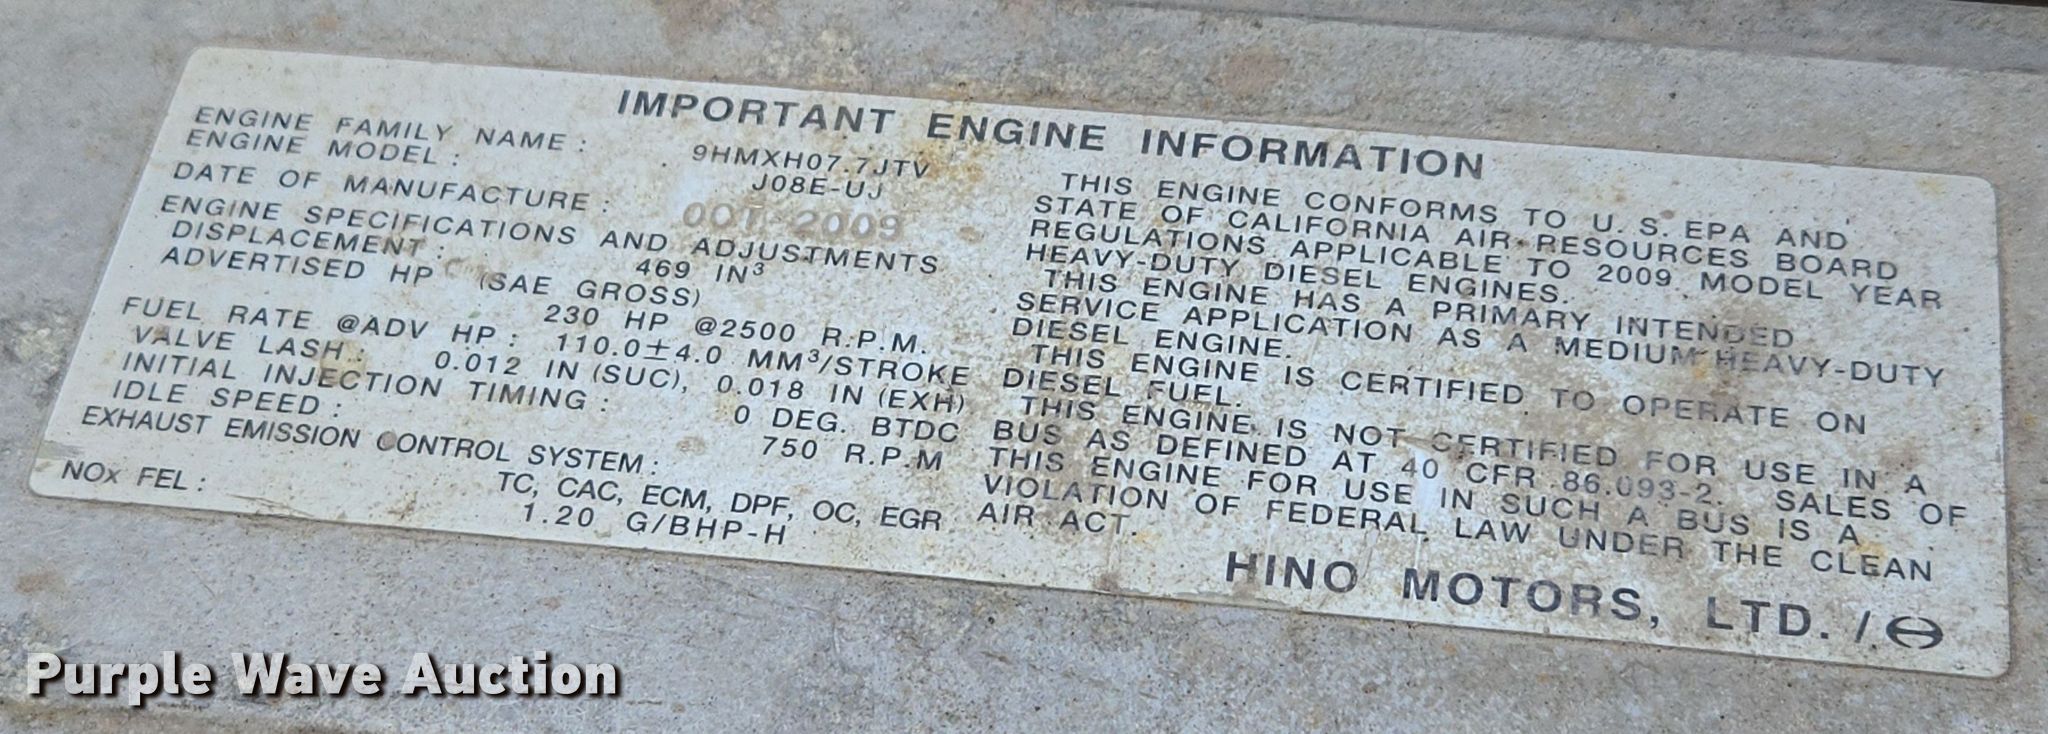 IMPORTANT ENGINE INFORMATION
ENGINE FAMILY NAME: 9HMXH07.7JTV
ENGINE MODEL: J08E-UJ
DATE OF MANUFACTURE: OCT-2009
ENGINE SPECIFICATIONS AND ADJUSTMENTS
DISPLACEMENT: 469 IN³
ADVERTISED HP (SAE GROSS)
230 HP @2500 R.P.M.
FUEL RATE @ADV HP: 110.0±4.0 MM³/STROKE
VALVE LASH: 0.012 IN (SUC), 0.018 IN (EXH)
INITIAL INJECTION TIMING: 0 DEG. BTDC
IDLE SPEED: 750 R.P.M
EXHAUST EMISSION CONTROL SYSTEM:
TC, CAC, ECM, DPF, OC, EGR
NOx FEL: 1.20 G/BHP-H
THIS ENGINE CONFORMS TO U.S.EPA AND
STATE OF CALIFORNIA AIR RESOURCES BOARD
REGULATIONS APPLICABLE TO 2009 MODEL YEAR
HEAVY-DUTY DIESEL ENGINES.
THIS ENGINE HAS A PRIMARY INTENDED
SERVICE APPLICATION AS A MEDIUM HEAVY-DUTY
DIESEL ENGINE.
THIS ENGINE IS CERTIFIED TO OPERATE ON
DIESEL FUEL.
THIS ENGINE IS NOT CERTIFIED FOR USE IN A
BUS AS DEFINED AT 40 CFR 86.093-2. SALES OF
THIS ENGINE FOR USE IN SUCH A BUS IS A
VIOLATION OF FEDERAL LAW UNDER THE CLEAN
AIR ACT.
HINO MOTORS, LTD. /
Purple Wave Auction